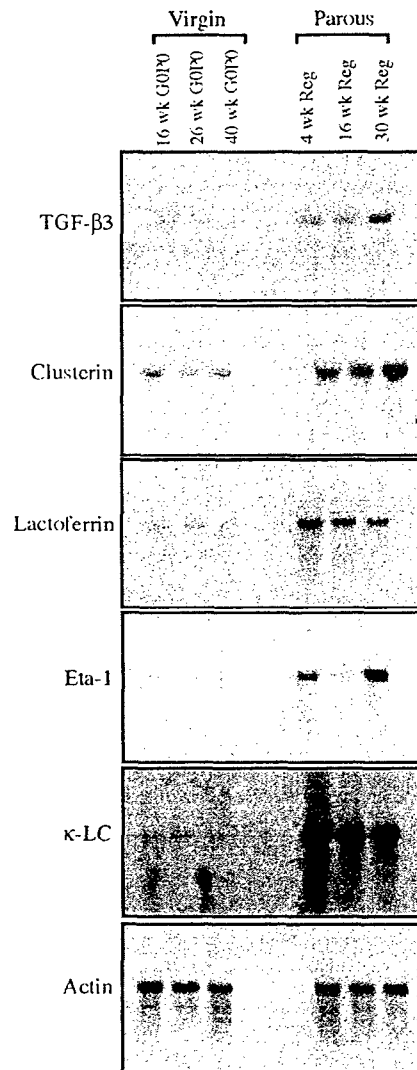 Virgin Parous
16 wk G0P0
26 wk G0P0
40 wk G0P0
4 wk Reg
16 wk Reg
30 wk Reg
TGF-β3
Clusterin
Lactoferrin
Eta-1
κ-LC
Actin